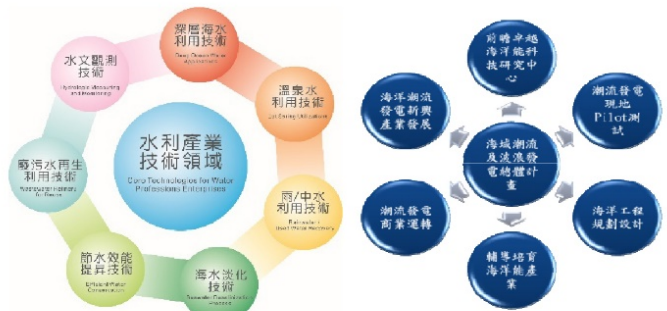 深層海水
利用技術
溫泉水
利用技術
雨/中水
利用技術
海水淡化
技術
節水效能
提昇技術
廢污水再生
利用技術
水文觀測
技術
水利產業
技術領域
Core Technologies for Water
Professions Enterprises
前瞻卓越
海洋能科
技研究中
心
潮流發電
現地
Pilot測
試
海洋工程
規劃設計
輔導培育
海洋能產
業
潮流發電
商業運轉
海洋潮流
發電新興
產業發展
海域潮流
及波浪發
電總體計
畫